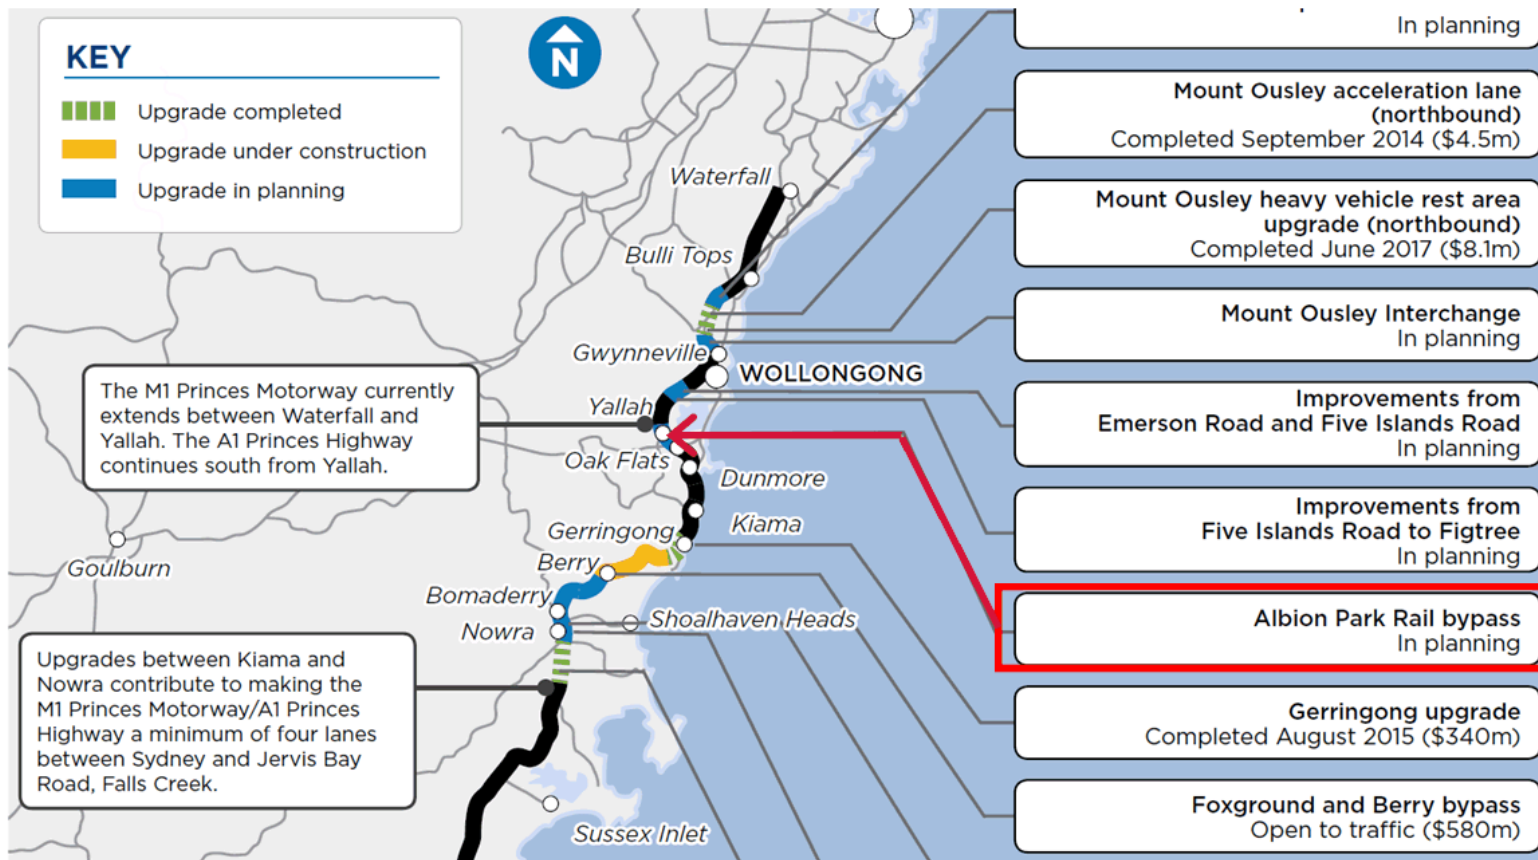 KEY
Upgrade completed
Upgrade under construction
Upgrade in planning
N
In planning
Mount Ousley acceleration lane
(northbound)
Completed September 2014 ($4.5m)
Mount Ousley heavy vehicle rest area
upgrade (northbound)
Completed June 2017 ($8.1m)
Mount Ousley Interchange
In planning
Improvements from
Emerson Road and Five Islands Road
In planning
Improvements from
Five Islands Road to Figtree
In planning
Albion Park Rail bypass
In planning
Gerringong upgrade
Completed August 2015 ($340m)
Foxground and Berry bypass
Open to traffic ($580m)
Waterfall
Bulli Tops
Gwynneville
WOLLONGONG
Yallah
Oak Flats
Dunmore
Kiama
Gerringong
Berry
Bomaderry
Shoalhaven Heads
Nowra
Goulburn
Sussex Inlet
The M1 Princes Motorway currently
extends between Waterfall and
Yallah. The A1 Princes Highway
continues south from Yallah.
Upgrades between Kiama and
Nowra contribute to making the
M1 Princes Motorway/A1 Princes
Highway a minimum of four lanes
between Sydney and Jervis Bay
Road, Falls Creek.